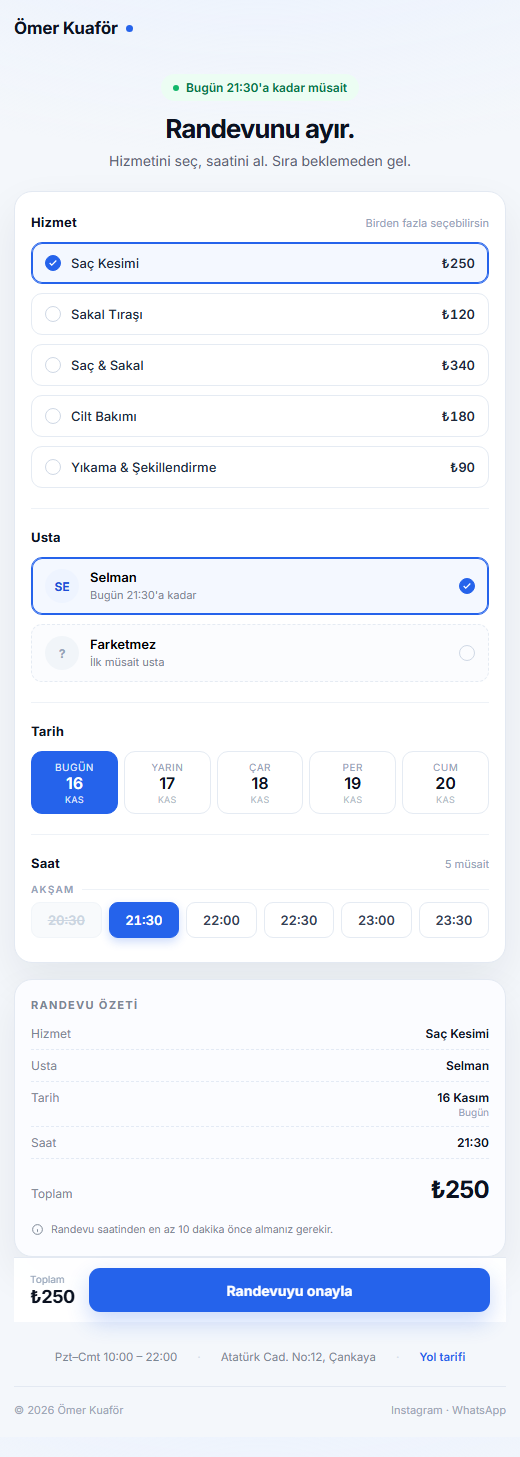 Ömer Kuaför
Bugün 21:30'a kadar müsait
Randevunu ayır.
Hizmetini seç, saatini al. Sıra beklemeden gel.
Hizmet Birden fazla seçebilirsin
Saç Kesimi ₺250
Sakal Tıraşı ₺120
Saç & Sakal ₺340
Cilt Bakımı ₺180
Yıkama & Şekillendirme ₺90
Usta
SE Selman
Bugün 21:30'a kadar
? Farketmez
İlk müsait usta
Tarih
BUGÜN YARIN ÇAR PER CUM
16 17 18 19 20
KAS KAS KAS KAS KAS
Saat 5 müsait
AKŞAM
20:30 21:30 22:00 22:30 23:00 23:30
RANDEVU ÖZETİ
Hizmet Saç Kesimi
Usta Selman
Tarih 16 Kasım
Bugün
Saat 21:30
Toplam ₺250
Randevu saatinden en az 10 dakika önce almanız gerekir.
Toplam
₺250
Randevuyu onayla
Pzt–Cmt 10:00 – 22:00 · Atatürk Cad. No:12, Çankaya · Yol tarifi
© 2026 Ömer Kuaför Instagram · WhatsApp